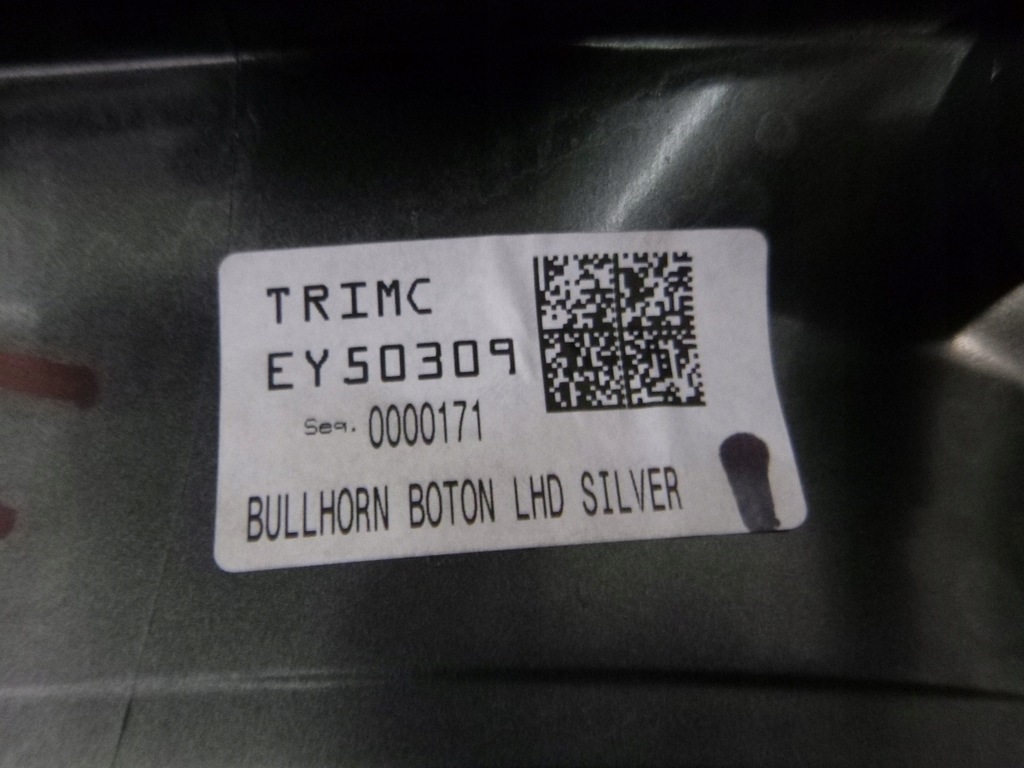 TRIMC
EY50309
Seq. 0000171
BULLHORN BOTON LHD SILVER